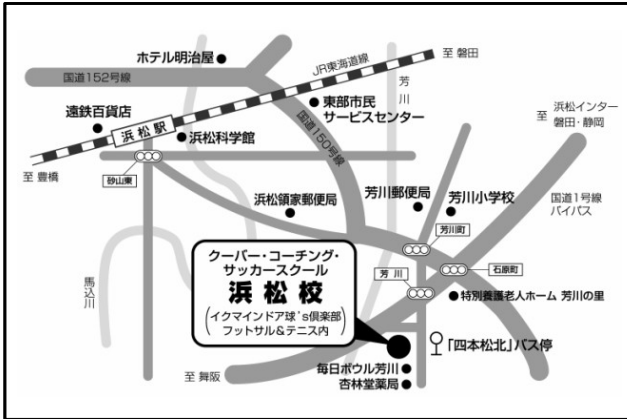 ホテル明治屋
JR東海道線
至 磐田
国道152号線
芳川
遠鉄百貨店
東部市民
サービスセンター
至
浜松インター
磐田・静岡
浜松駅
浜松科学館
国道150号線
至 豊橋
砂山東
浜松領家郵便局
芳川郵便局
芳川小学校
国道1号線
バイパス
芳川町
クーバー・コーチング・
サッカースクール
浜松校
(イクマインドア球's倶楽部
フットサル&テニス内)
芳川
石原町
馬込川
特別養護老人ホーム 芳川の里
「四本松北」バス停
至 舞阪
毎日ボウル芳川
杏林堂薬局